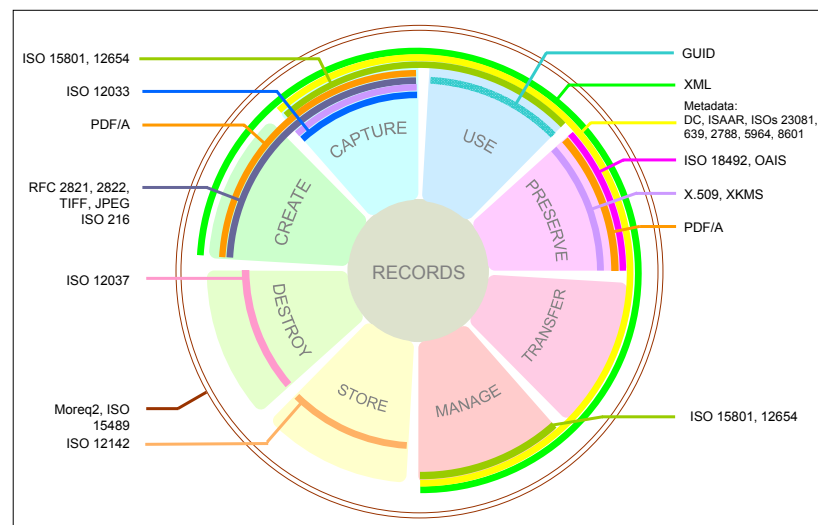 ISO 15801, 12654
ISO 12033
PDF/A
RFC 2821, 2822,
TIFF, JPEG
ISO 216
ISO 12037
Moreq2, ISO
15489
ISO 12142
GUID
XML
Metadata:
DC, ISAAR, ISOs 23081,
639, 2788, 5964, 8601
ISO 18492, OAIS
X.509, XKMS
PDF/A
ISO 15801, 12654
CAPTURE
USE
PRESERVE
TRANSFER
MANAGE
STORE
DESTROY
CREATE
RECORDS